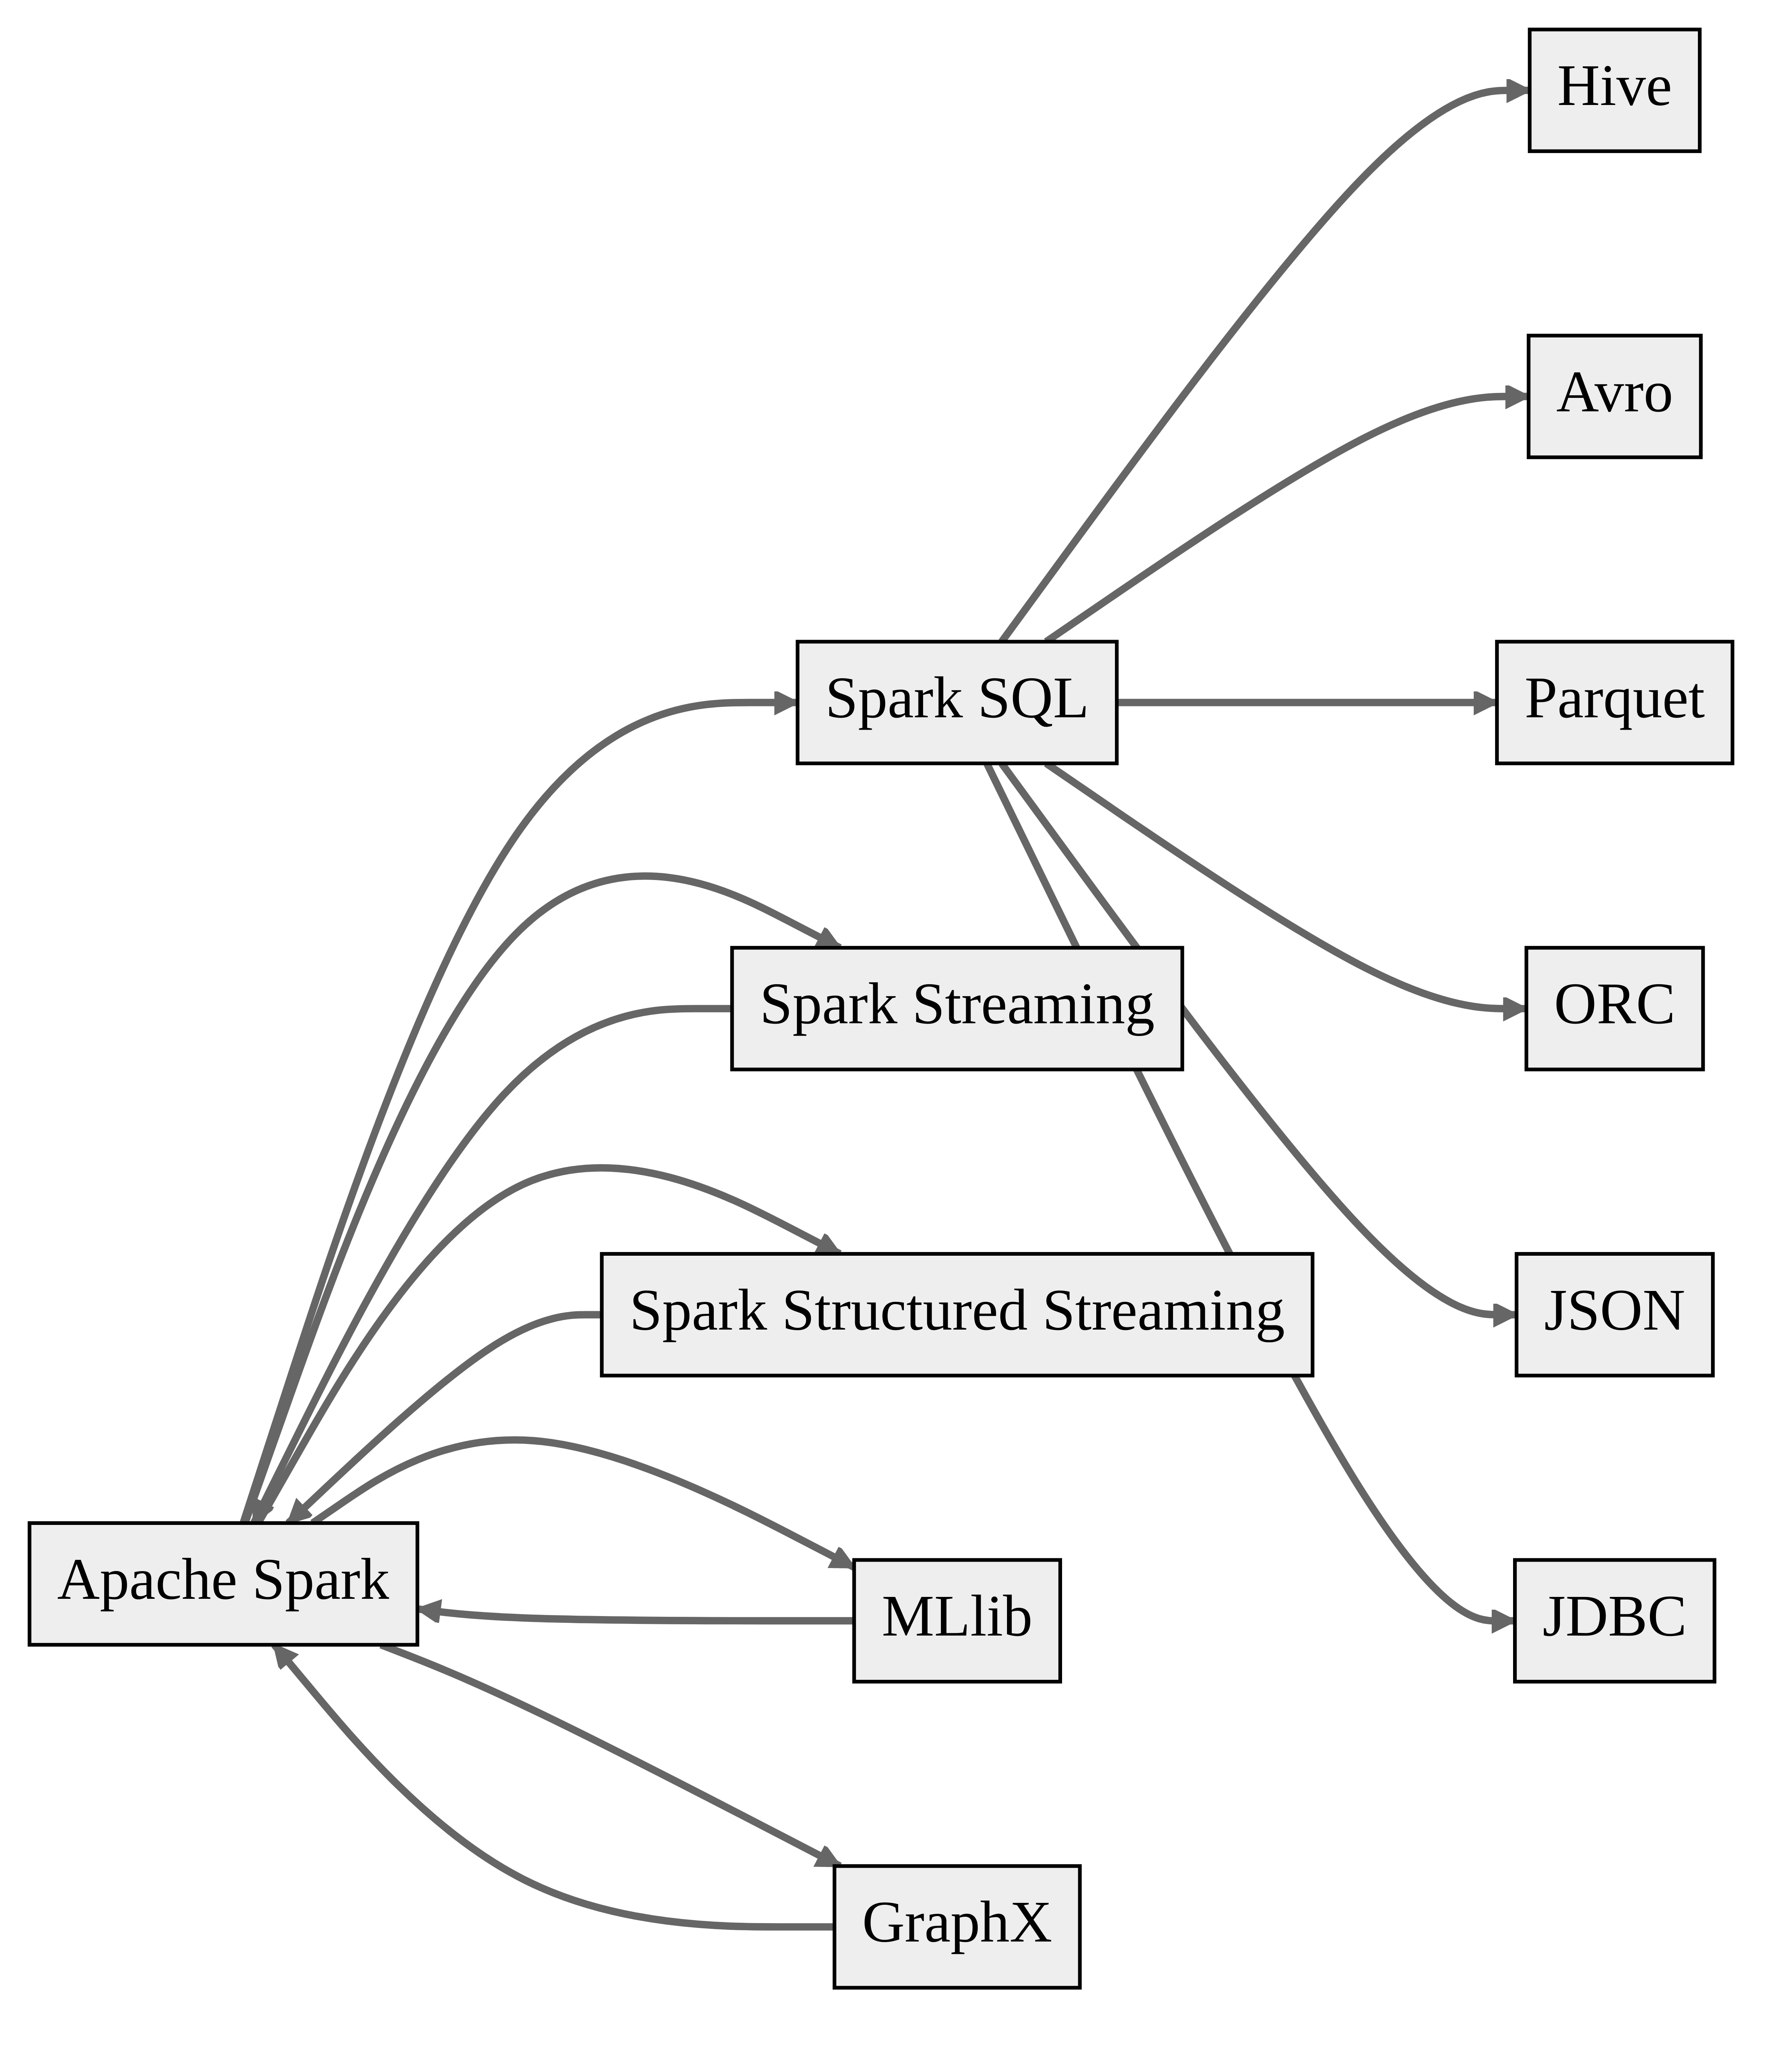 Hive
Avro
Spark SQL
Parquet
Spark Streaming
ORC
Spark Structured Streaming
JSON
Apache Spark
MLlib
JDBC
GraphX